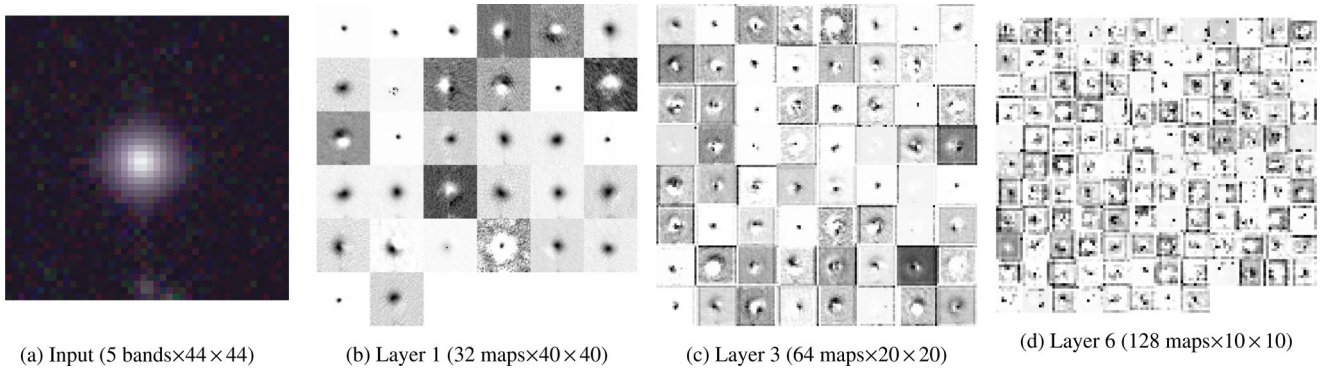 (a) Input (5 bands×44×44)
(b) Layer 1 (32 maps×40×40)
(c) Layer 3 (64 maps×20×20)
(d) Layer 6 (128 maps×10×10)